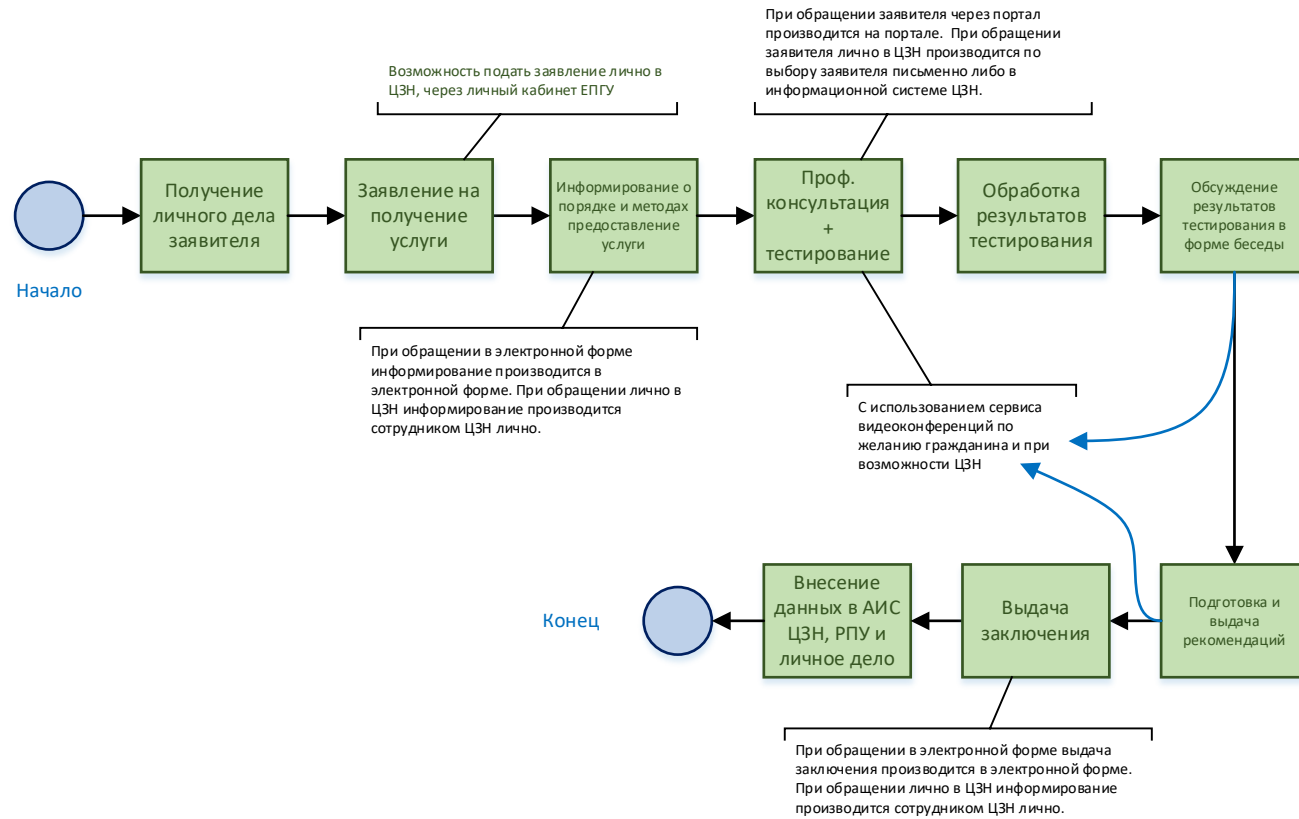 При обращении заявителя через портал
производится на портале. При обращении
заявителя лично в ЦЗН производится по
выбору заявителя письменно либо в
информационной системе ЦЗН.
Возможность подать заявление лично в
ЦЗН, через личный кабинет ЕПГУ
Начало
Получение
личного дела
заявителя
Заявление на
получение
услуги
Информирование о
порядке и методах
предоставление
услуги
Проф.
консультация
+
тестирование
Обработка
результатов
тестирования
Обсуждение
результатов
тестирования в
форме беседы
При обращении в электронной форме
информирование производится в
электронной форме. При обращении лично в
ЦЗН информирование производится
сотрудником ЦЗН лично.
С использованием сервиса
видеоконференций по
желанию гражданина и при
возможности ЦЗН
Конец
Внесение
данных в АИС
ЦЗН, РПУ и
личное дело
Выдача
заключения
Подготовка и
выдача
рекомендаций
При обращении в электронной форме выдача
заключения производится в электронной форме.
При обращении лично в ЦЗН информирование
производится сотрудником ЦЗН лично.